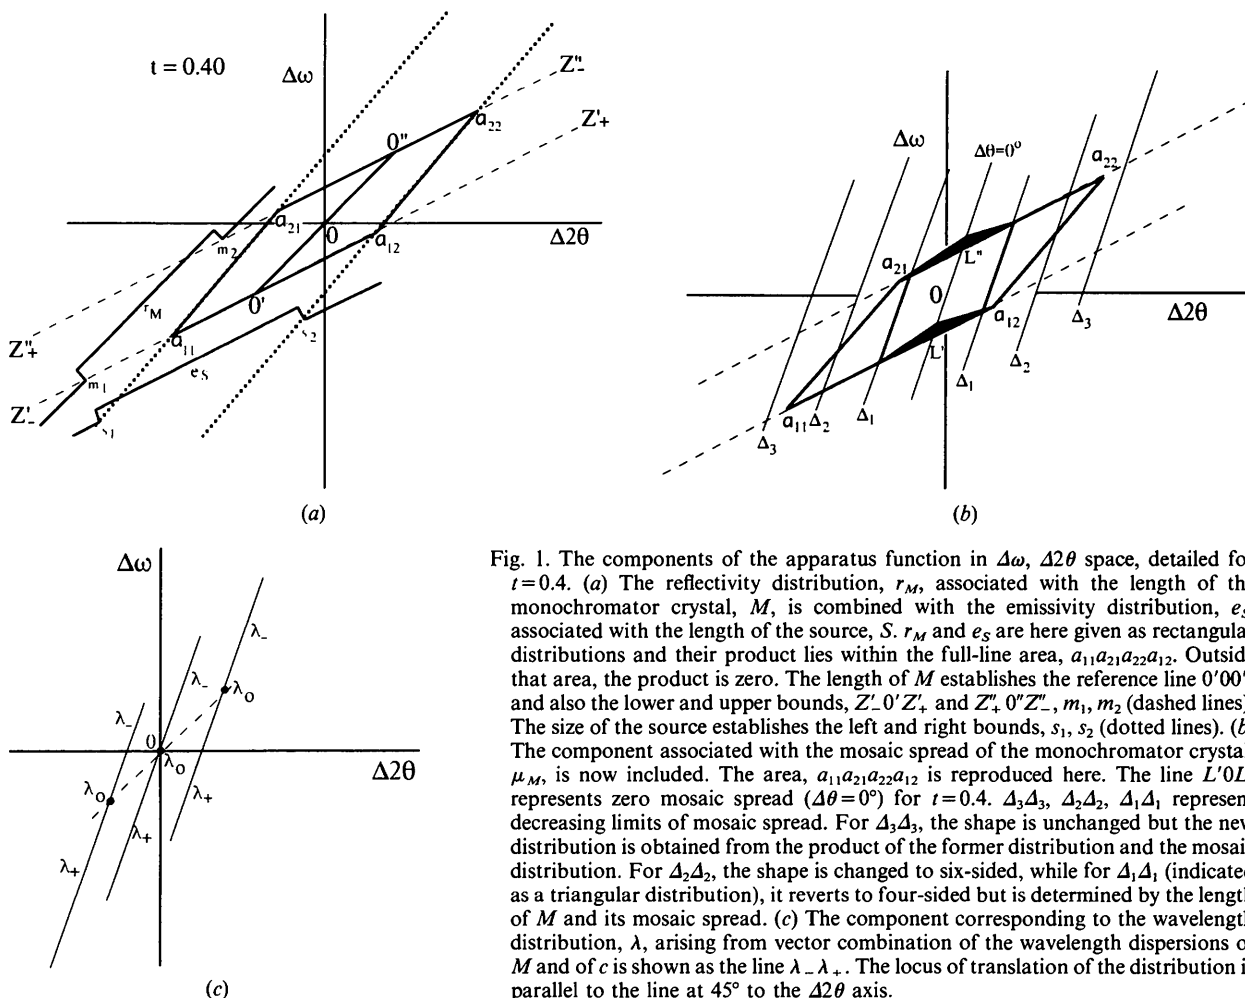 t = 0.40
Δω
Z"₋
Z'₊
a₂₂
0"
a₂₁
0
a₁₂
Δ2θ
m₂
r_M
0'
Z"₊
a₁₁
e_S
s₂
m₁
Z'₋
(a)
Δω
Δθ=0°
a₂₂
a₂₁
L"
0
Δ2θ
a₁₂
Δ₃
L'
Δ₂
Δ₁
a₁₁
Δ₂
Δ₁
Δ₃
(b)
Δω
λ₋
λ₋
λ₀
λ₋
0
λ₀
Δ2θ
λ₀
λ₊
λ₊
λ₊
(c)
Fig. 1. The components of the apparatus function in Δω, Δ2θ space, detailed fo
t=0.4. (a) The reflectivity distribution, r_M, associated with the length of th
monochromator crystal, M, is combined with the emissivity distribution, e_S
associated with the length of the source, S. r_M and e_S are here given as rectangula
distributions and their product lies within the full-line area, a₁₁a₂₁a₂₂a₁₂. Outsid
that area, the product is zero. The length of M establishes the reference line 0'00'
and also the lower and upper bounds, Z'₋0'Z'₊ and Z"₊0"Z"₋, m₁, m₂ (dashed lines)
The size of the source establishes the left and right bounds, s₁, s₂ (dotted lines). (b
The component associated with the mosaic spread of the monochromator crystal
μ_M, is now included. The area, a₁₁a₂₁a₂₂a₁₂ is reproduced here. The line L'0L
represents zero mosaic spread (Δθ=0°) for t=0.4. Δ₃Δ₃, Δ₂Δ₂, Δ₁Δ₁ represen
decreasing limits of mosaic spread. For Δ₃Δ₃, the shape is unchanged but the nev
distribution is obtained from the product of the former distribution and the mosai
distribution. For Δ₂Δ₂, the shape is changed to six-sided, while for Δ₁Δ₁ (indicated
as a triangular distribution), it reverts to four-sided but is determined by the length
of M and its mosaic spread. (c) The component corresponding to the wavelength
distribution, λ, arising from vector combination of the wavelength dispersions o
M and of c is shown as the line λ₋λ₊. The locus of translation of the distribution i
parallel to the line at 45° to the Δ2θ axis.